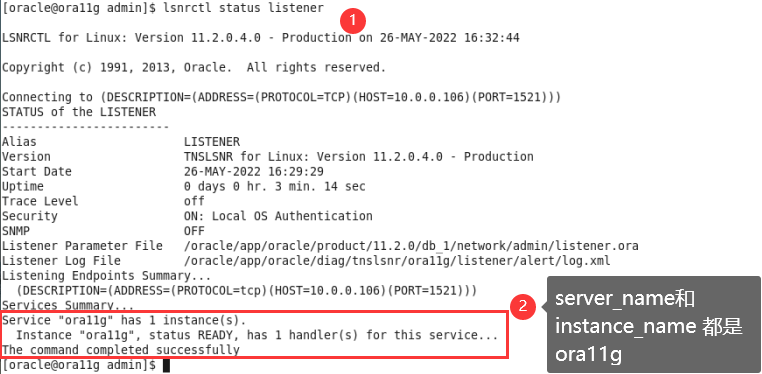 [oracle@ora11g admin]$ lsnrctl status listener
1
LSNRCTL for Linux: Version 11.2.0.4.0 - Production on 26-MAY-2022 16:32:44
Copyright (c) 1991, 2013, Oracle.  All rights reserved.
Connecting to (DESCRIPTION=(ADDRESS=(PROTOCOL=TCP)(HOST=10.0.0.106)(PORT=1521)))
STATUS of the LISTENER
------------------------
Alias                     LISTENER
Version                   TNSLSNR for Linux: Version 11.2.0.4.0 - Production
Start Date                26-MAY-2022 16:29:29
Uptime                    0 days 0 hr. 3 min. 14 sec
Trace Level               off
Security                  ON: Local OS Authentication
SNMP                      OFF
Listener Parameter File   /oracle/app/oracle/product/11.2.0/db_1/network/admin/listener.ora
Listener Log File         /oracle/app/oracle/diag/tnslsnr/ora11g/listener/alert/log.xml
Listening Endpoints Summary...
  (DESCRIPTION=(ADDRESS=(PROTOCOL=tcp)(HOST=10.0.0.106)(PORT=1521)))
Services Summary...
Service "ora11g" has 1 instance(s).
  Instance "ora11g", status READY, has 1 handler(s) for this service...
The command completed successfully
[oracle@ora11g admin]$
2
server_name和
instance_name 都是
ora11g